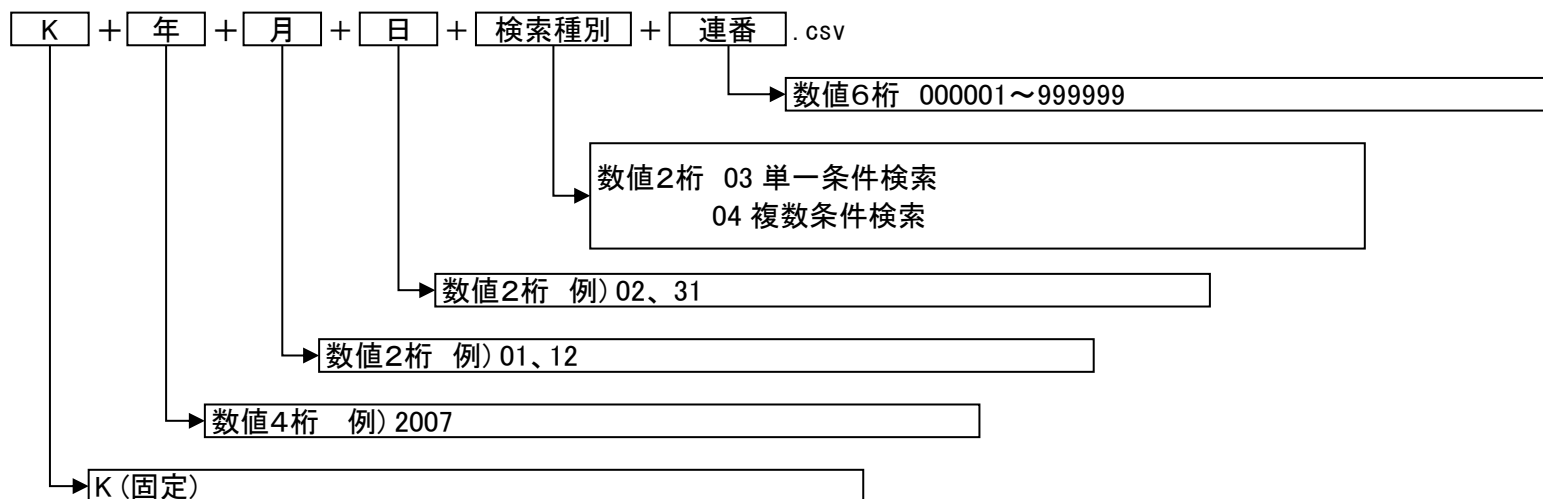 K + 年 + 月 + 日 + 検索種別 + 連番 .csv
数値6桁 000001～999999
数値2桁 03 単一条件検索
04 複数条件検索
数値2桁 例)02、31
数値2桁 例)01、12
数値4桁 例)2007
K(固定)